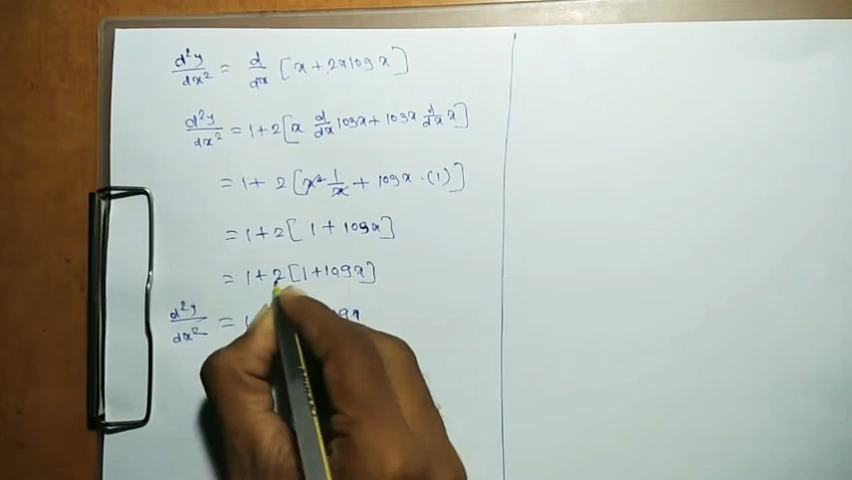 d²y/dx² = d/dx [x + 2x log x]
d²y/dx² = 1 + 2[x d/dx log x + log x d/dx x]
= 1 + 2[x · 1/x + log x · (1)]
= 1 + 2[1 + log x]
= 1 + 2[1 + log x]
d²y/dx² = 1